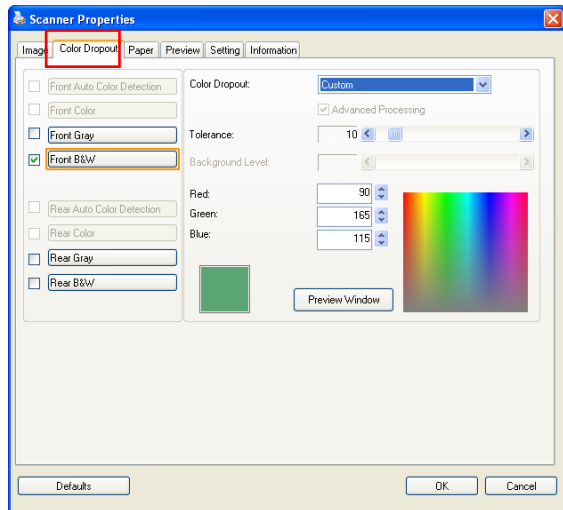 Scanner Properties
Image Color Dropout Paper Preview Setting Information
Front Auto Color Detection
Front Color
Front Gray
Front B&W
Rear Auto Color Detection
Rear Color
Rear Gray
Rear B&W
Color Dropout: Custom
Advanced Processing
Tolerance: 10
Background Level:
Red: 90
Green: 165
Blue: 115
Preview Window
Defaults OK Cancel